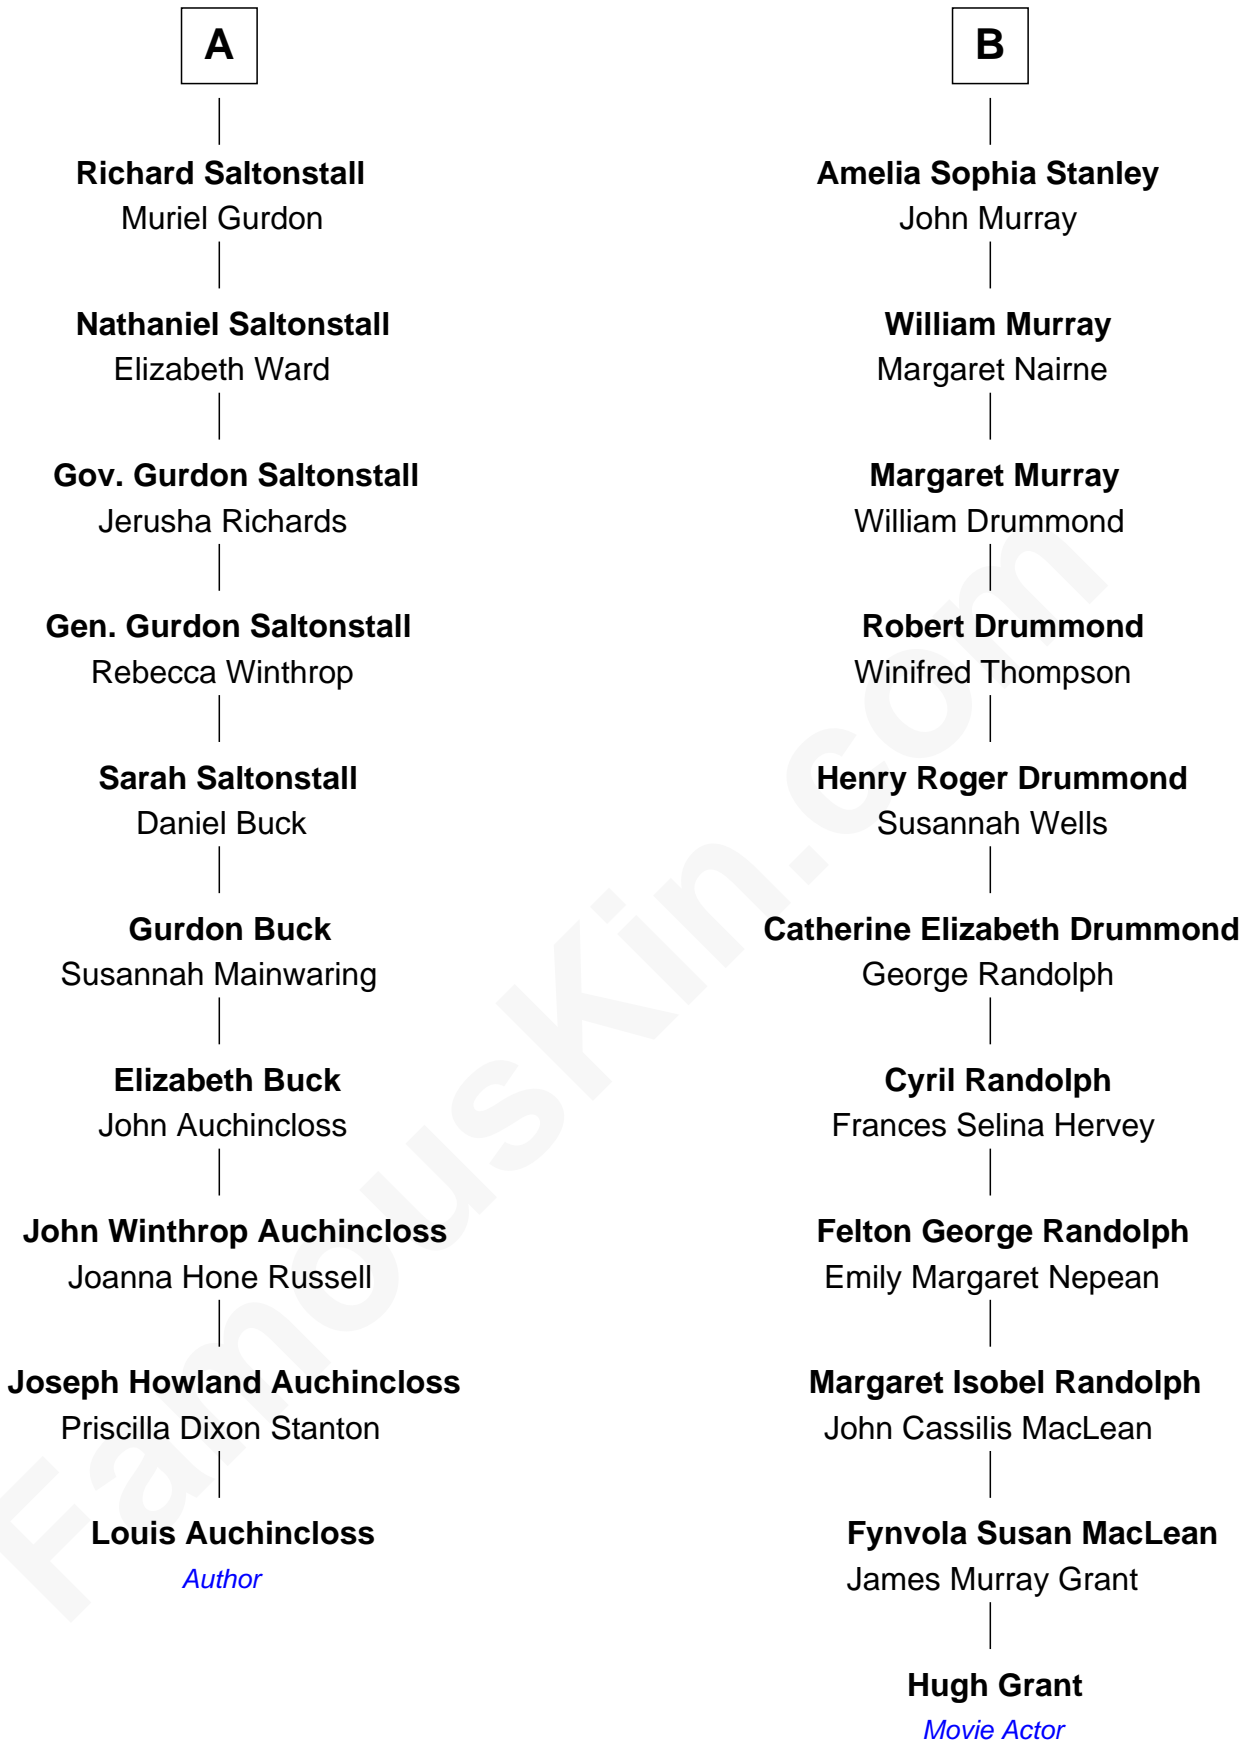 A
Richard Saltonstall
Muriel Gurdon
Nathaniel Saltonstall
Elizabeth Ward
Gov. Gurdon Saltonstall
Jerusha Richards
Gen. Gurdon Saltonstall
Rebecca Winthrop
Sarah Saltonstall
Daniel Buck
Gurdon Buck
Susannah Mainwaring
Elizabeth Buck
John Auchincloss
John Winthrop Auchincloss
Joanna Hone Russell
Joseph Howland Auchincloss
Priscilla Dixon Stanton
Louis Auchincloss
Author
B
Amelia Sophia Stanley
John Murray
William Murray
Margaret Nairne
Margaret Murray
William Drummond
Robert Drummond
Winifred Thompson
Henry Roger Drummond
Susannah Wells
Catherine Elizabeth Drummond
George Randolph
Cyril Randolph
Frances Selina Hervey
Felton George Randolph
Emily Margaret Nepean
Margaret Isobel Randolph
John Cassilis MacLean
Fynvola Susan MacLean
James Murray Grant
Hugh Grant
Movie Actor
FamousKin.com